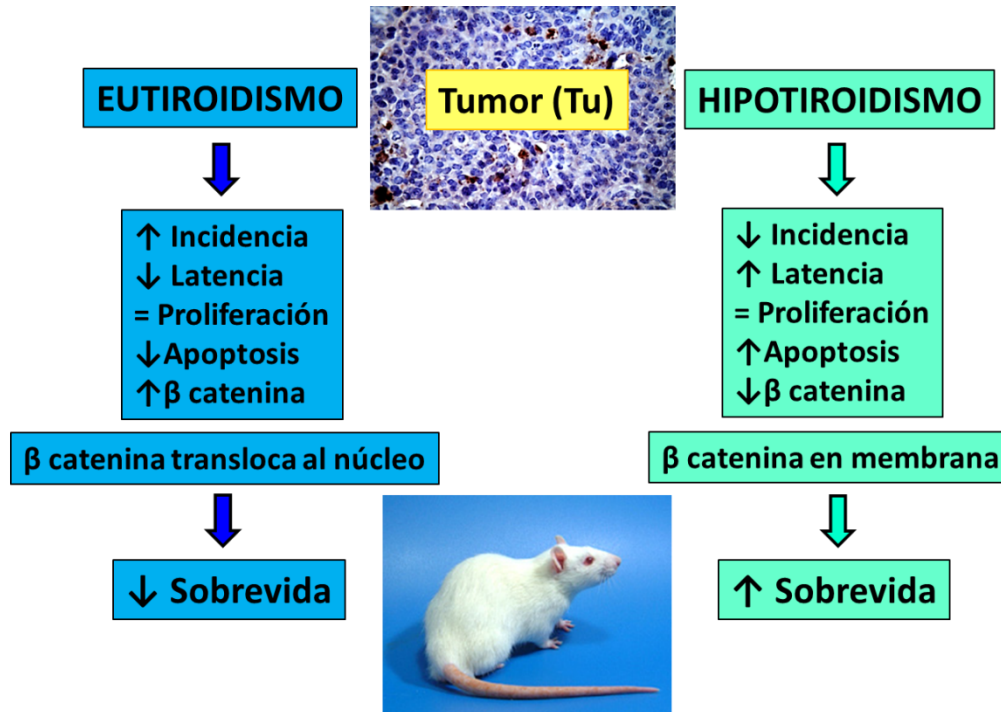 EUTIROIDISMO
↑ Incidencia
↓ Latencia
= Proliferación
↓Apoptosis
↑β catenina
β catenina transloca al núcleo
↓ Sobrevida
Tumor (Tu)
HIPOTIROIDISMO
↓ Incidencia
↑ Latencia
= Proliferación
↑Apoptosis
↓β catenina
β catenina en membrana
↑ Sobrevida